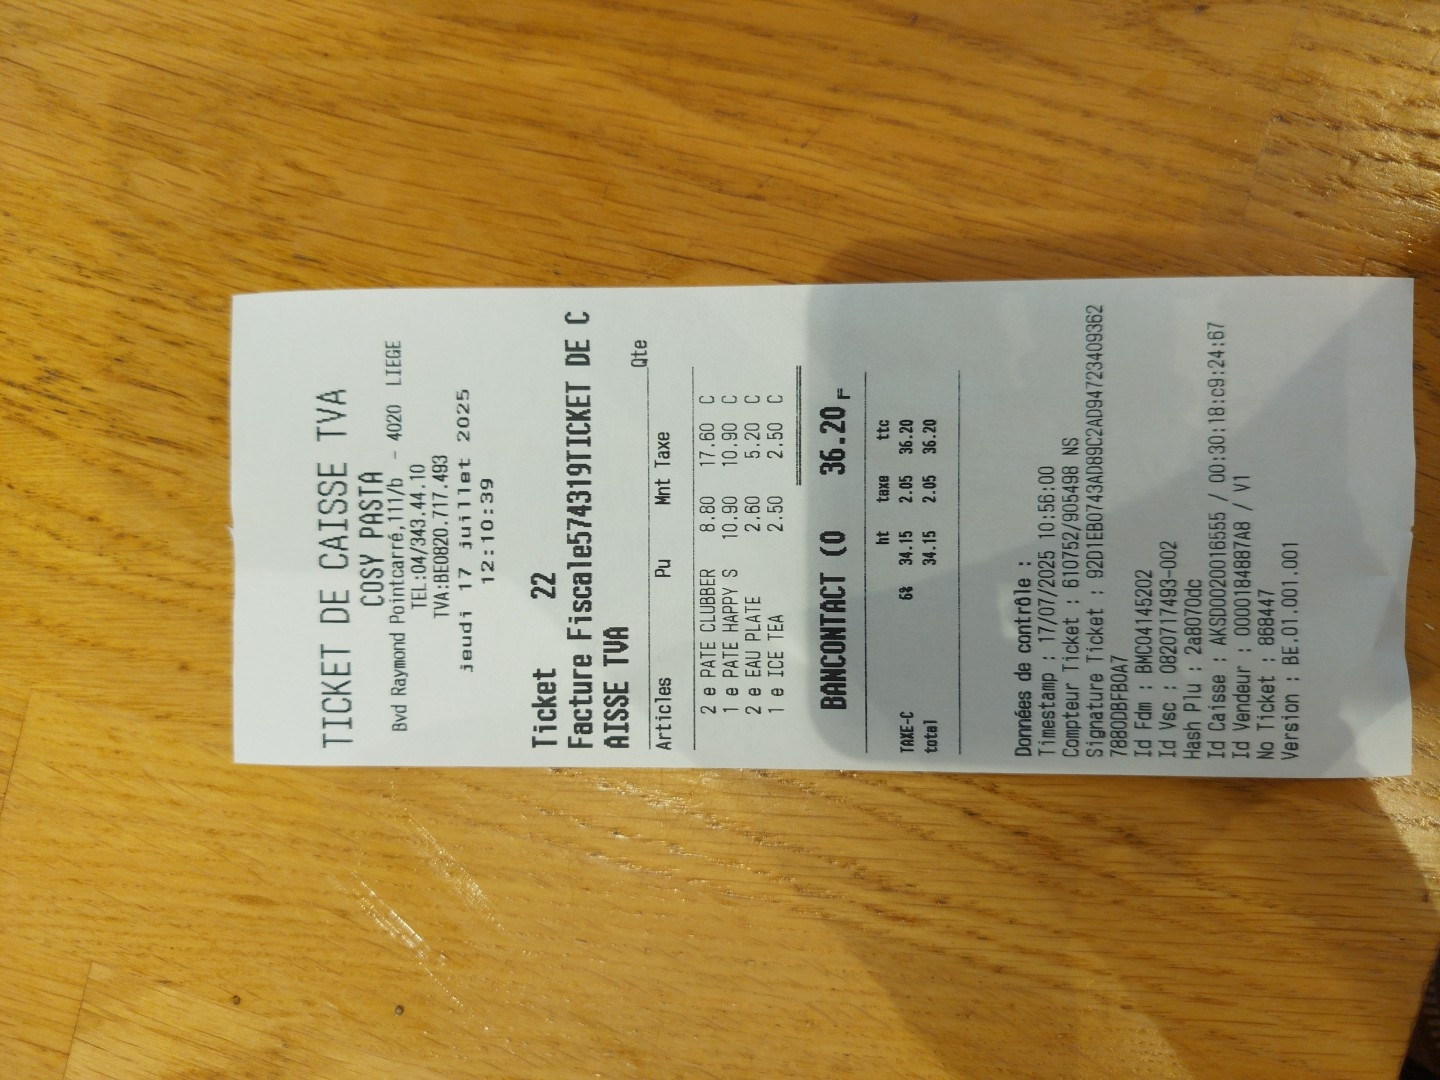 TICKET DE CAISSE TVA
COSY PASTA
Bvd Raymond Pointcarré,111/b - 4020 LIEGE
TEL:04/343.44.10
TVA:BE0820.717.493
jeudi 17 juillet 2025
12:10:39
Ticket 22
Facture Fiscale574319TICKET DE C
AISSE TVA
Qte
Articles Pu Mnt Taxe
2 e PATE CLUBBER 8.80 17.60 C
1 e PATE HAPPY S 10.90 10.90 C
2 e EAU PLATE 2.60 5.20 C
1 e ICE TEA 2.50 2.50 C
BANCONTACT (O 36.20 F
ht taxe ttc
TAXE-C 6% 34.15 2.05 36.20
total 34.15 2.05 36.20
Données de contrôle :
Timestamp : 17/07/2025 10:56:00
Compteur Ticket : 610752/905498 NS
Signature Ticket : 92D1EB0743AD89C2AD94723409362
7880DBFB0A7
Id Fdm : BMC04145202
Id Vsc : 0820717493-002
Hash Plu : 2a8070dc
Id Caisse : AKSD0020016555 / 00:30:18:c9:24:67
Id Vendeur : 0000184887A8 / V1
No Ticket : 868447
Version : BE.01.001.001